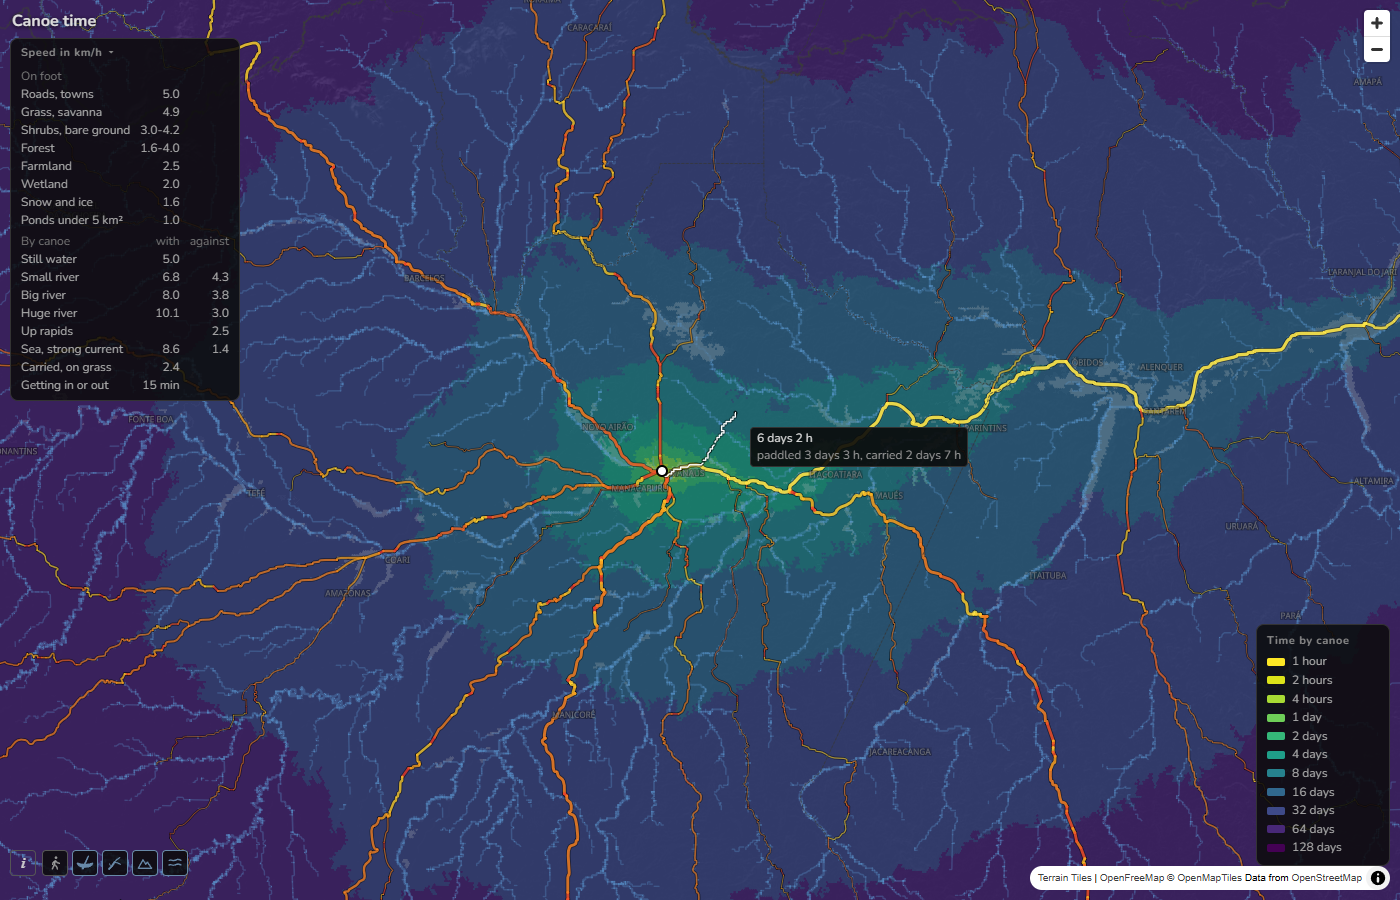 Canoe time
Speed in km/h
On foot
Roads, towns 5.0
Grass, savanna 4.9
Shrubs, bare ground 3.0-4.2
Forest 1.6-4.0
Farmland 2.5
Wetland 2.0
Snow and ice 1.6
Ponds under 5 km² 1.0
By canoe with against
Still water 5.0
Small river 6.8 4.3
Big river 8.0 3.8
Huge river 10.1 3.0
Up rapids 2.5
Sea, strong current 8.6 1.4
Carried, on grass 2.4
Getting in or out 15 min
CARACARAÍ
AMAPÁ
LARANJAL DO JARI
BARCELOS
ÓBIDOS
ALENQUER
SANTARÉM
FONTE BOA
NOVO AIRÃO
PARINTINS
6 days 2 h
paddled 3 days 3 h, carried 2 days 7 h
ITACOATIARA
MANACAPURU
MAUÉS
TEFÉ
ALTAMIRA
URUARÁ
COARI
ITAITUBA
AMAZONAS
PARÁ
MANICORÉ
JACAREACANGA
Time by canoe
1 hour
2 hours
4 hours
1 day
2 days
4 days
8 days
16 days
32 days
64 days
128 days
Terrain Tiles | OpenFreeMap © OpenMapTiles Data from OpenStreetMap